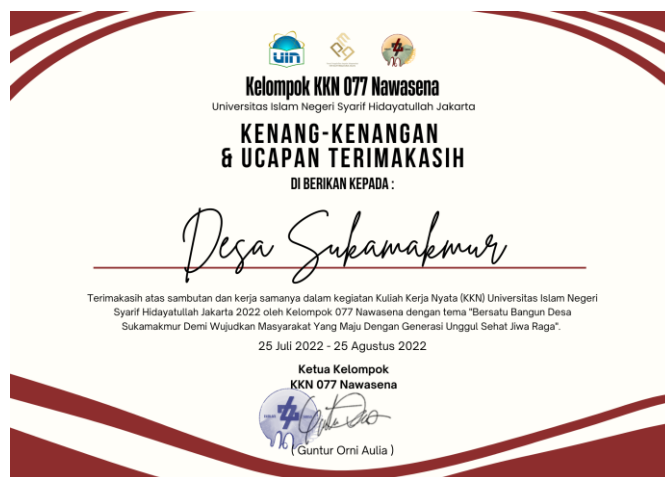 uin
Kelompok KKN 077 Nawasena
Universitas Islam Negeri Syarif Hidayatullah Jakarta
KENANG-KENANGAN
& UCAPAN TERIMAKASIH
DI BERIKAN KEPADA :
Desa Sukamakmur
Terimakasih atas sambutan dan kerja samanya dalam kegiatan Kuliah Kerja Nyata (KKN) Universitas Islam Negeri
Syarif Hidayatullah Jakarta 2022 oleh Kelompok 077 Nawasena dengan tema "Bersatu Bangun Desa
Sukamakmur Demi Wujudkan Masyarakat Yang Maju Dengan Generasi Unggul Sehat Jiwa Raga".
25 Juli 2022 - 25 Agustus 2022
Ketua Kelompok
KKN 077 Nawasena
( Guntur Orni Aulia )